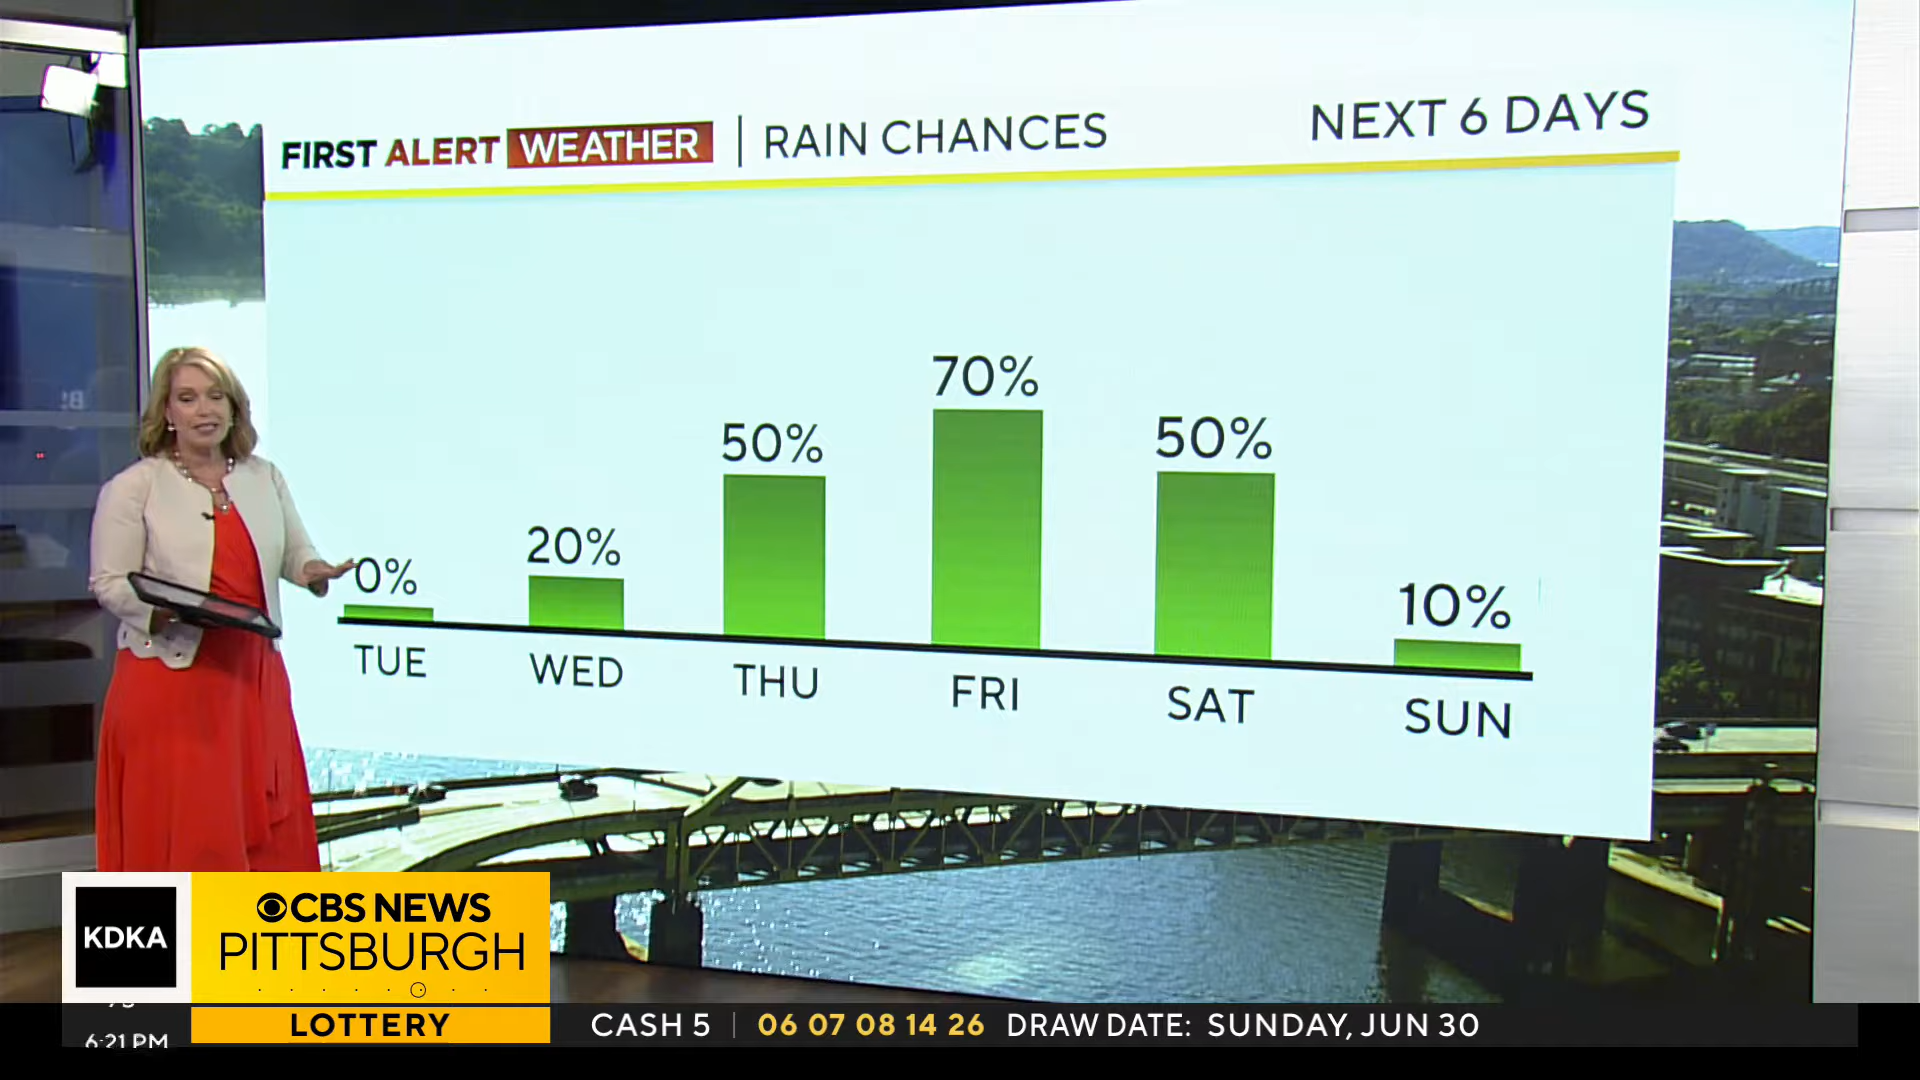 FIRST ALERT WEATHER | RAIN CHANCES
NEXT 6 DAYS
0%
20%
50%
70%
50%
10%
TUE
WED
THU
FRI
SAT
SUN
KDKA
CBS NEWS
PITTSBURGH
6:21 PM
LOTTERY
CASH 5 | 06 07 08 14 26 DRAW DATE: SUNDAY, JUN 30